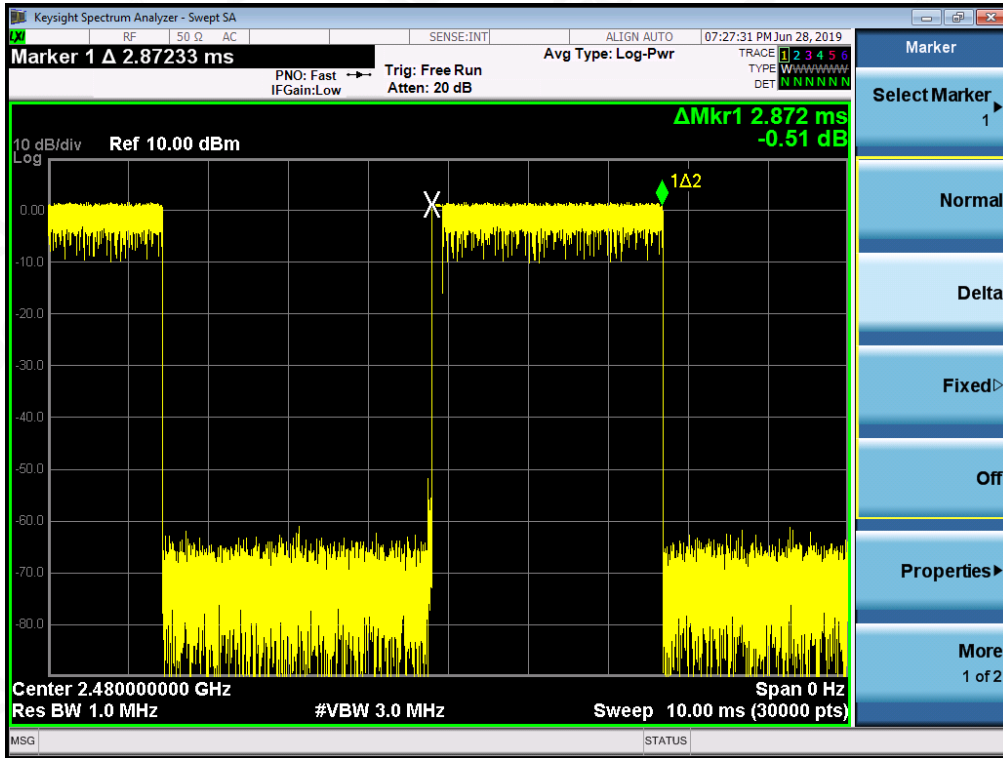 Keysight Spectrum Analyzer - Swept SA
LXI RF 50 Ω AC SENSE:INT ALIGN AUTO 07:27:31 PM Jun 28, 2019
Marker 1 Δ 2.87233 ms
PNO: Fast
IFGain:Low
Trig: Free Run
Atten: 20 dB
Avg Type: Log-Pwr
TRACE 1 2 3 4 5 6
TYPE WWWWWW
DET N N N N N N
ΔMkr1 2.872 ms
-0.51 dB
10 dB/div Ref 10.00 dBm
Log
1Δ2
0.00
-10.0
-20.0
-30.0
-40.0
-50.0
-60.0
-70.0
-80.0
Center 2.480000000 GHz
Span 0 Hz
Res BW 1.0 MHz
#VBW 3.0 MHz
Sweep 10.00 ms (30000 pts)
MSG
STATUS
Marker
Select Marker
1
Normal
Delta
Fixed
Off
Properties
More
1 of 2